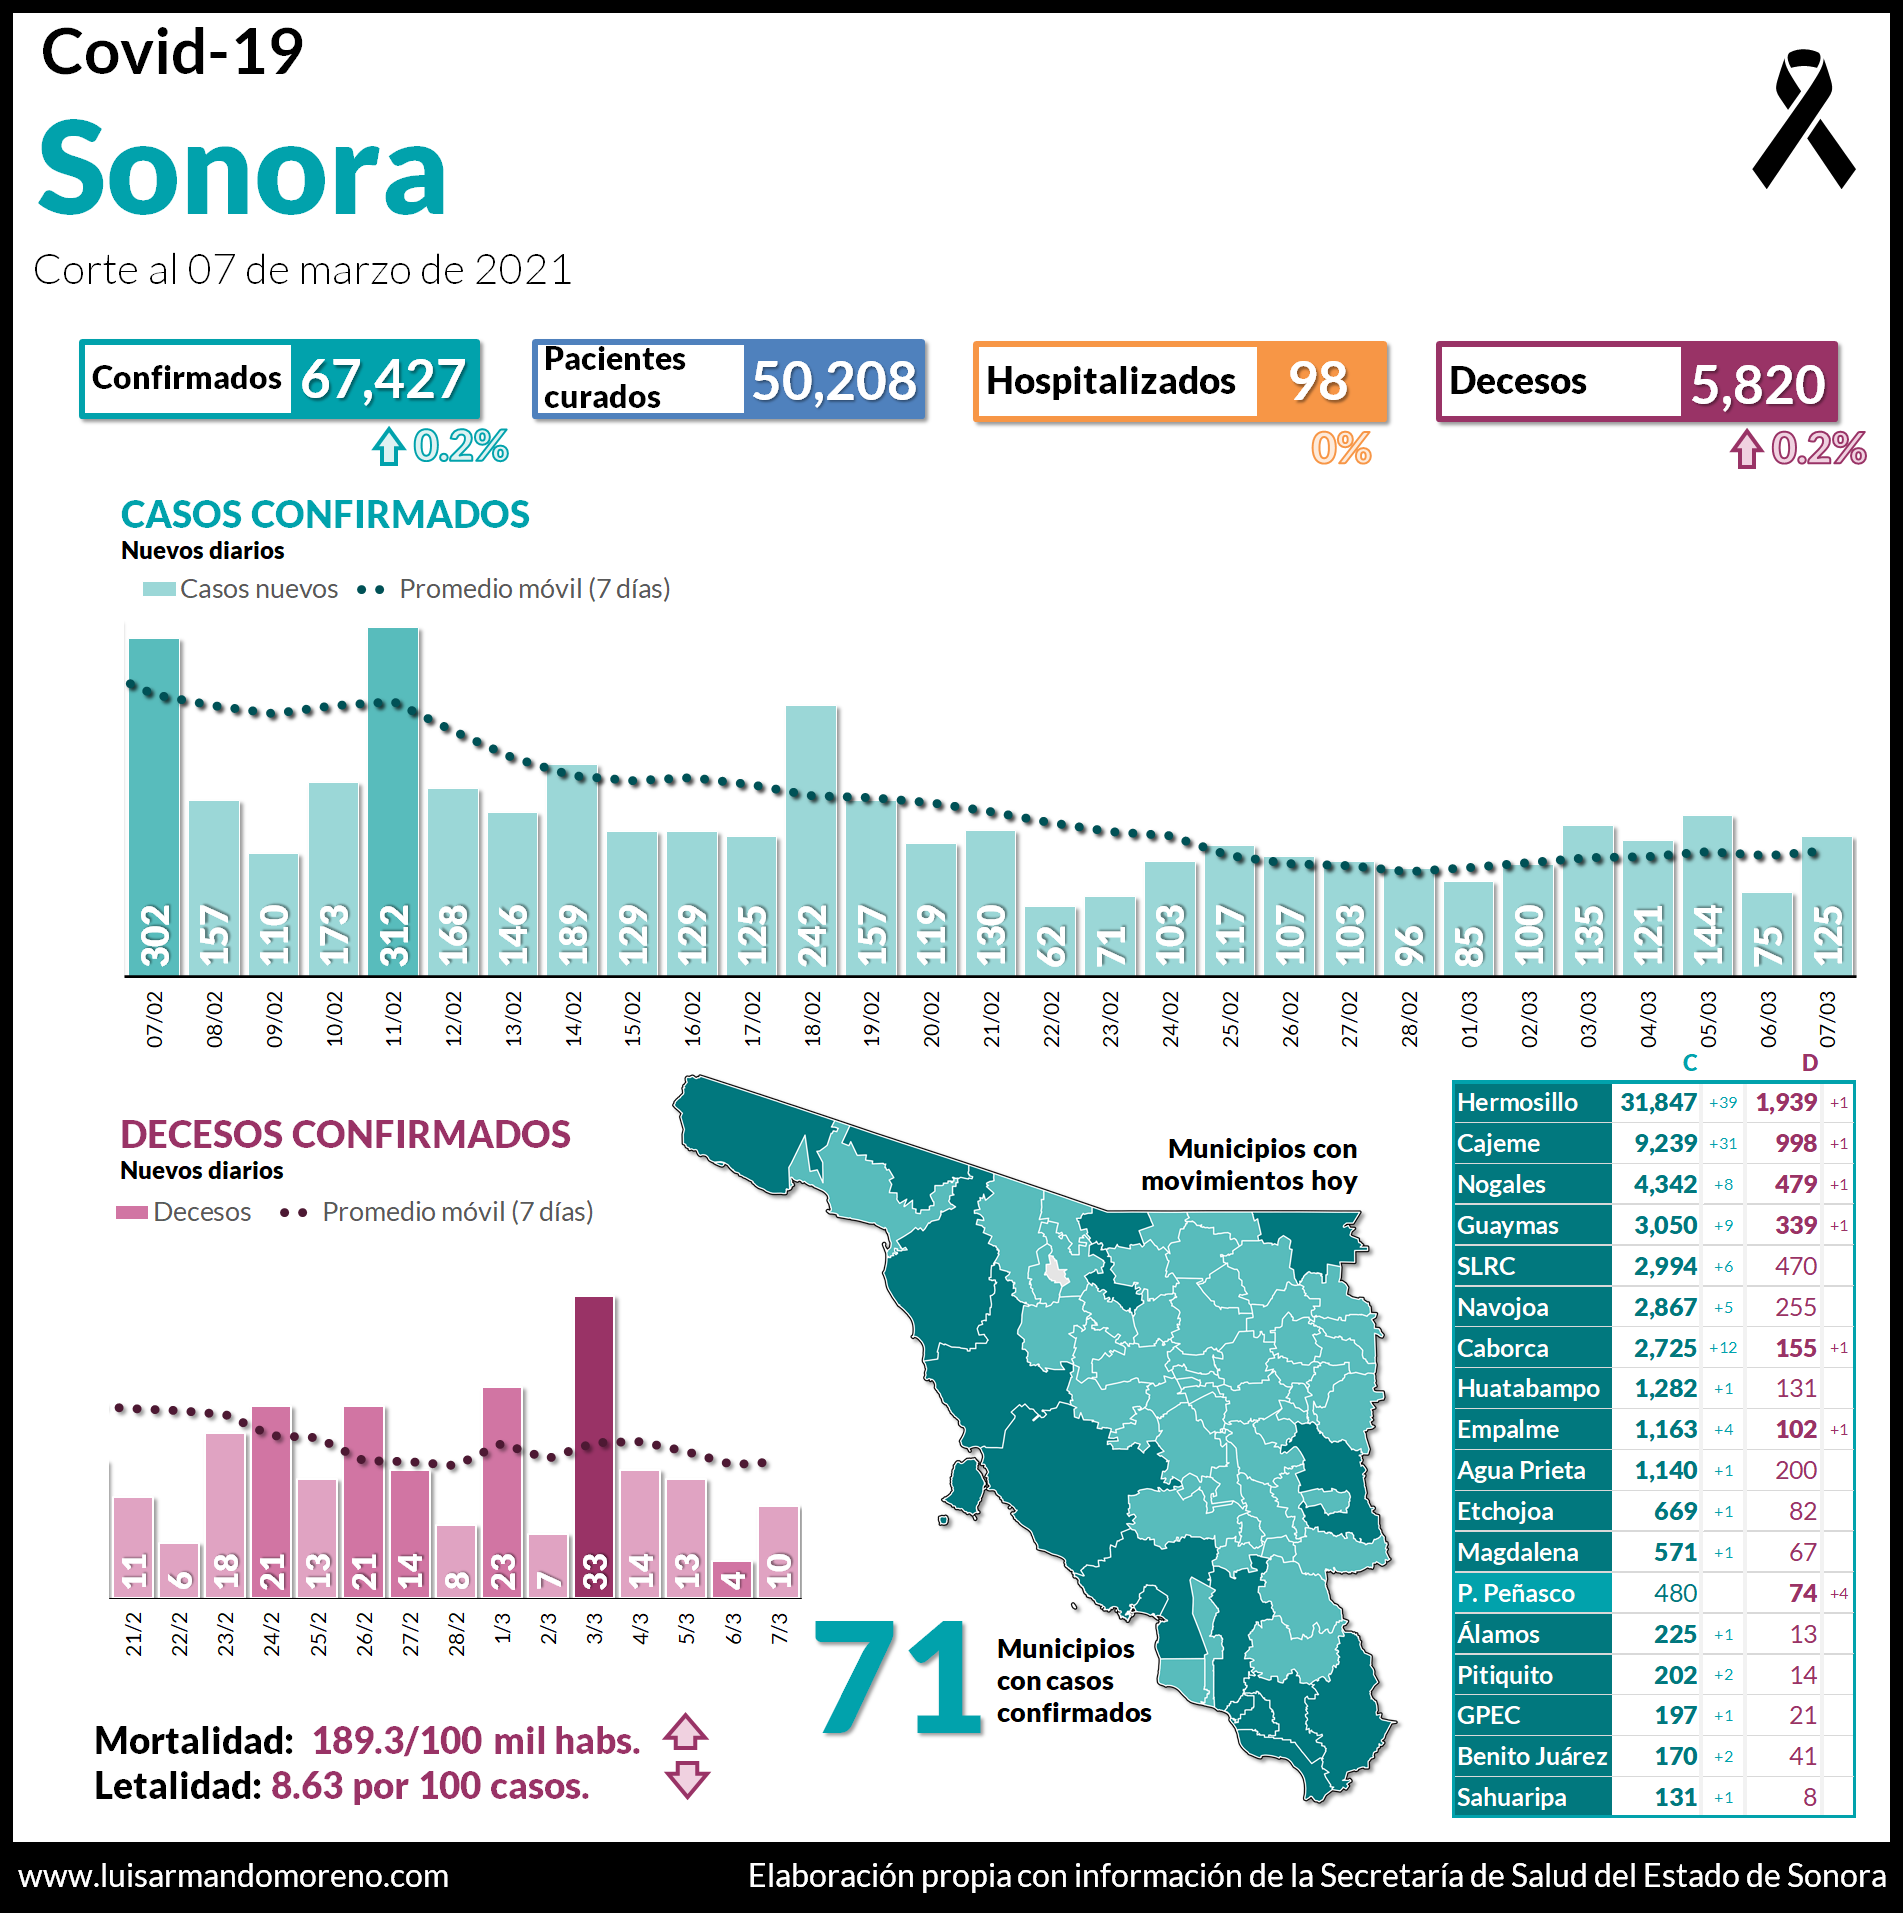 Covid-19
Sonora
Corte al 07 de marzo de 2021
Confirmados 67,427
0.2%
Pacientes
curados
50,208
Hospitalizados 98
0%
Decesos 5,820
0.2%
CASOS CONFIRMADOS
Nuevos diarios
Casos nuevos Promedio móvil (7 días)
302 157 110 173 312 168 146 189 129 129 125 242 157 119 130 62 71 103 117 107 103 96 85 100 135 121 144 75 125
07/02 08/02 09/02 10/02 11/02 12/02 13/02 14/02 15/02 16/02 17/02 18/02 19/02 20/02 21/02 22/02 23/02 24/02 25/02 26/02 27/02 28/02 01/03 02/03 03/03 04/03 05/03 06/03 07/03
DECESOS CONFIRMADOS
Nuevos diarios
Decesos Promedio móvil (7 días)
11 6 18 21 13 21 14 8 23 7 33 14 13 4 10
21/2 22/2 23/2 24/2 25/2 26/2 27/2 28/2 1/3 2/3 3/3 4/3 5/3 6/3 7/3
Mortalidad: 189.3/100 mil habs.
Letalidad: 8.63 por 100 casos.
Municipios con
movimientos hoy
71
Municipios
con casos
confirmados
C D
Hermosillo 31,847 +39 1,939 +1
Cajeme 9,239 +31 998 +1
Nogales 4,342 +8 479 +1
Guaymas 3,050 +9 339 +1
SLRC 2,994 +6 470
Navojoa 2,867 +5 255
Caborca 2,725 +12 155 +1
Huatabampo 1,282 +1 131
Empalme 1,163 +4 102 +1
Agua Prieta 1,140 +1 200
Etchojoa 669 +1 82
Magdalena 571 +1 67
P. Peñasco 480 74 +4
Álamos 225 +1 13
Pitiquito 202 +2 14
GPEC 197 +1 21
Benito Juárez 170 +2 41
Sahuaripa 131 +1 8
www.luisarmandomoreno.com
Elaboración propia con información de la Secretaría de Salud del Estado de Sonora